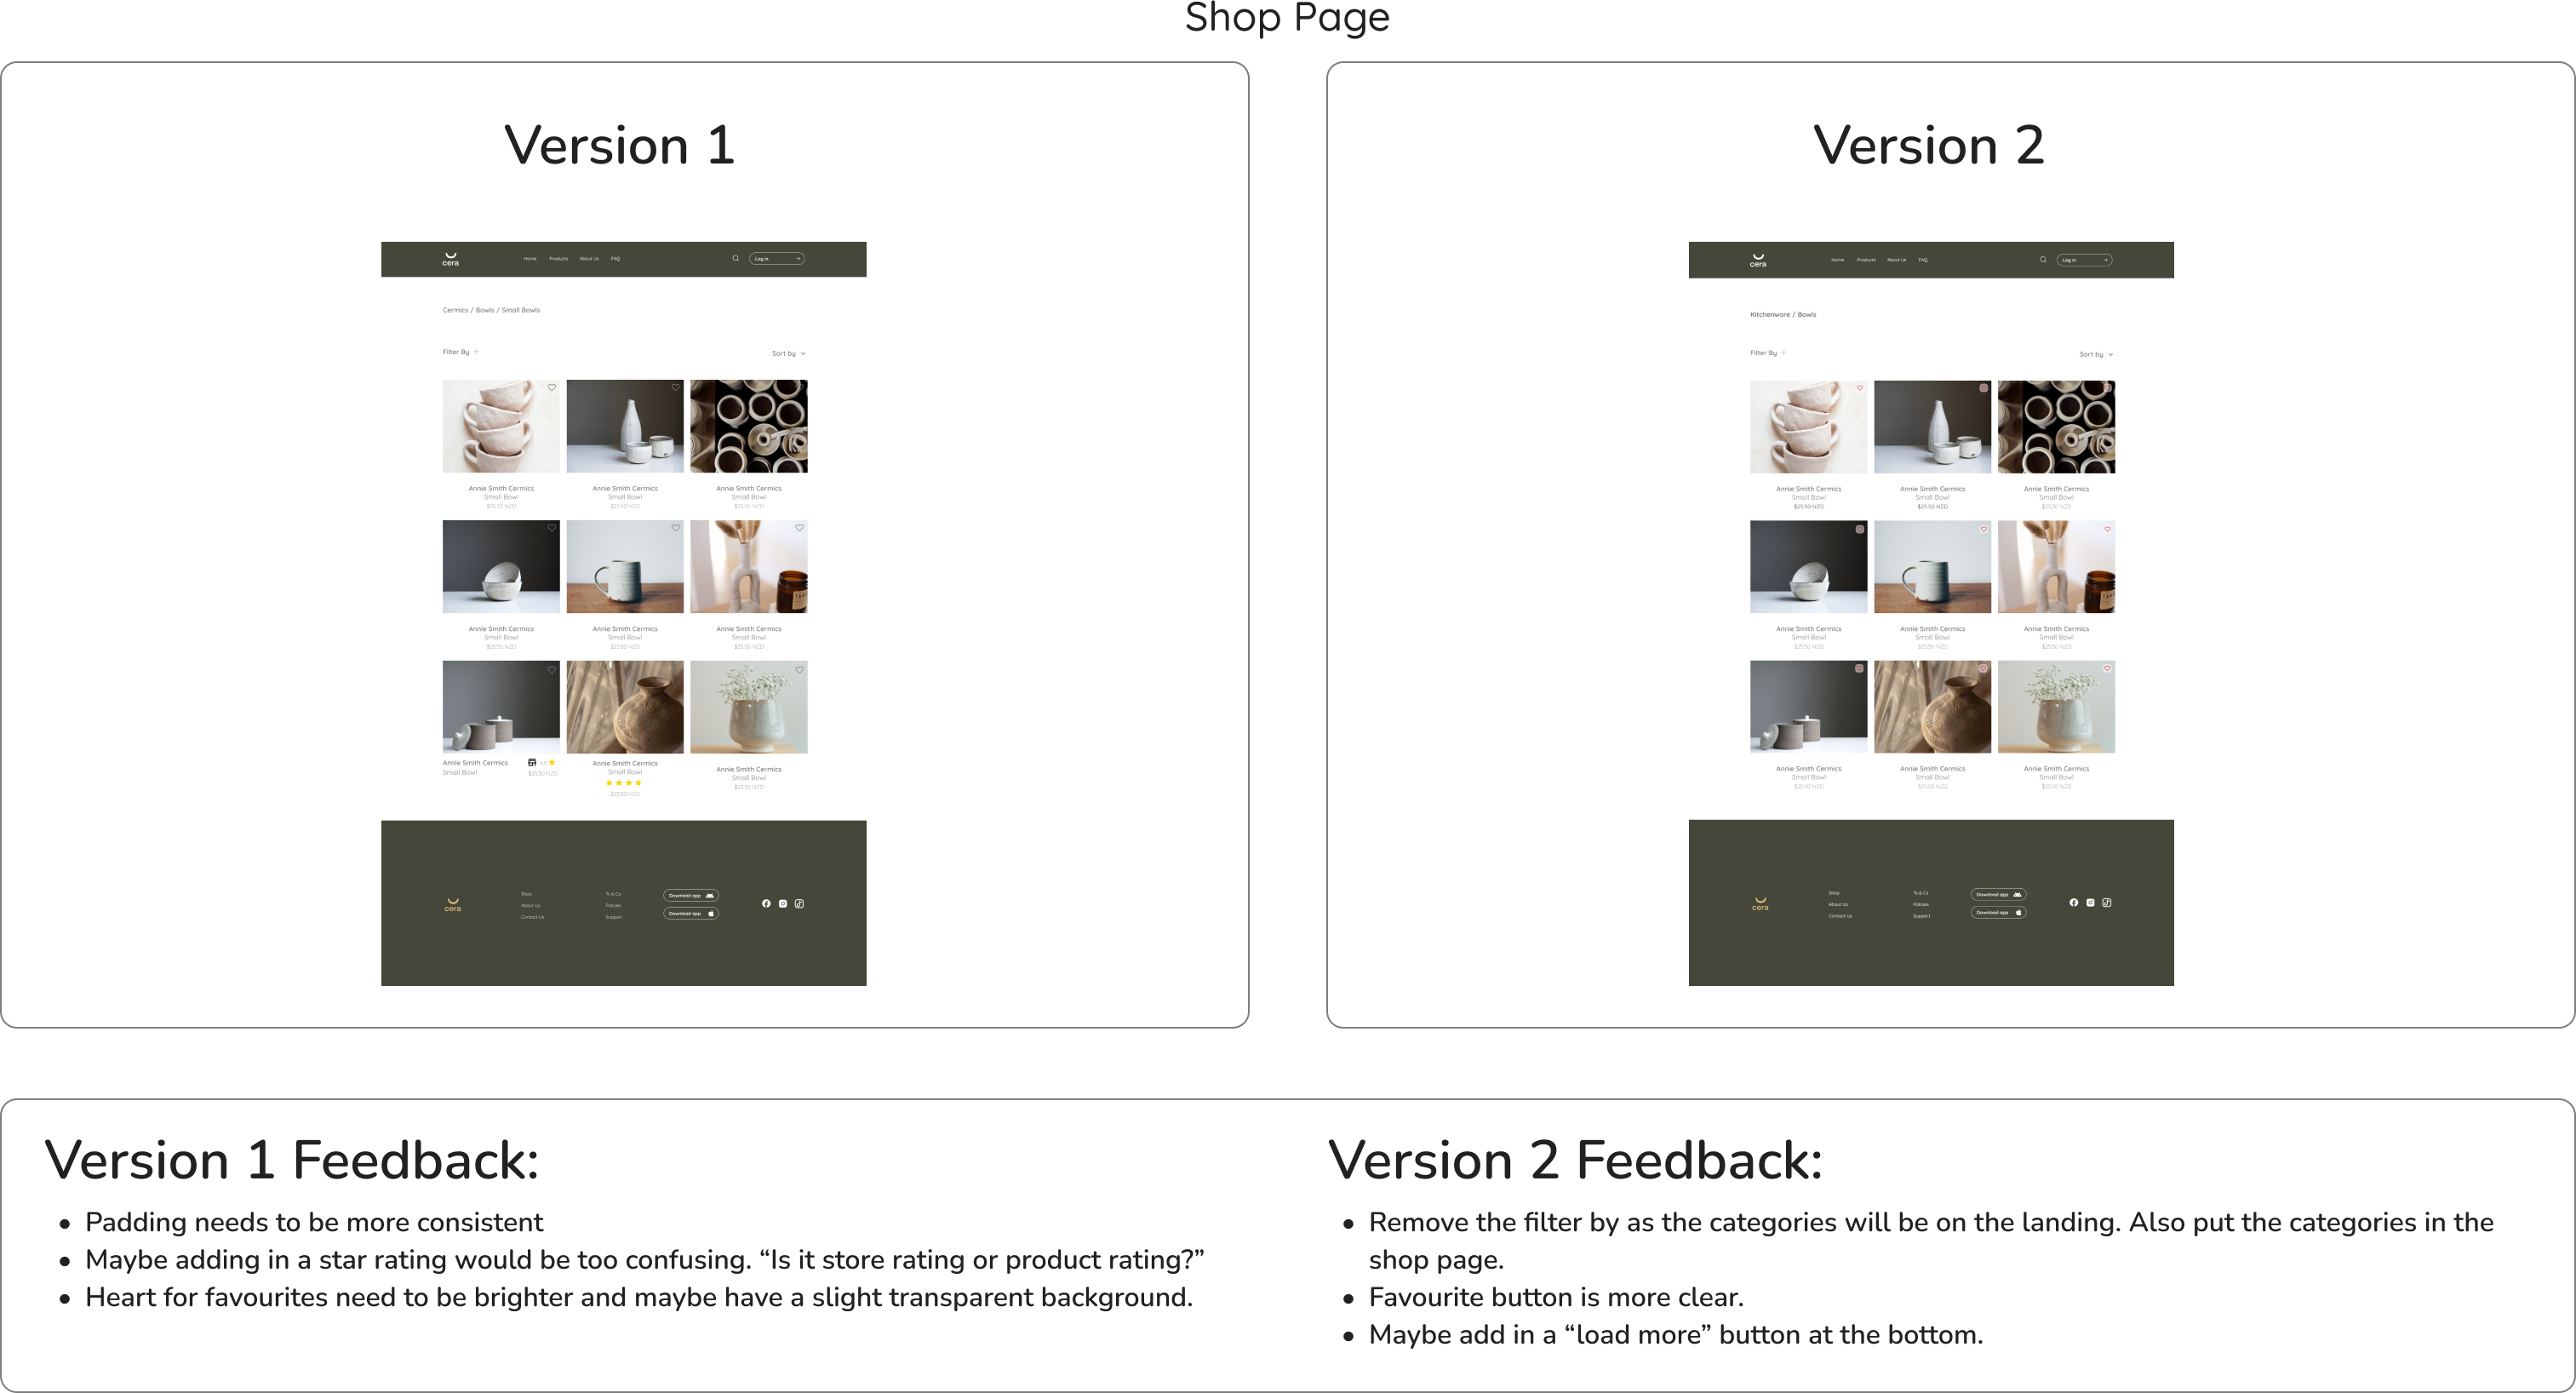 Shop Page
Version 1
cera
Home Products About Us FAQ
Log in
Cermics / Bowls / Small Bowls
Filter By
Sort by
Annie Smith Cermics Annie Smith Cermics Annie Smith Cermics
Small Bowl Small Bowl Small Bowl
$25.50 NZD $25.50 NZD $25.50 NZD
Annie Smith Cermics Annie Smith Cermics Annie Smith Cermics
Small Bowl Small Bowl Small Bowl
$25.50 NZD $25.50 NZD $25.50 NZD
Annie Smith Cermics 4.5
Small Bowl $25.50 NZD
Annie Smith Cermics
Small Bowl
$25.50 NZD
Annie Smith Cermics
Small Bowl
$25.50 NZD
cera
Shop
About Us
Contact Us
Ts & Cs
Policies
Support
Download app
Download app
Version 2
cera
Home Products About Us FAQ
Log in
Kitchenware / Bowls
Filter By
Sort by
Annie Smith Cermics Annie Smith Cermics Annie Smith Cermics
Small Bowl Small Bowl Small Bowl
$25.50 NZD $25.50 NZD $25.50 NZD
Annie Smith Cermics Annie Smith Cermics Annie Smith Cermics
Small Bowl Small Bowl Small Bowl
$25.50 NZD $25.50 NZD $25.50 NZD
Annie Smith Cermics Annie Smith Cermics Annie Smith Cermics
Small Bowl Small Bowl Small Bowl
$25.50 NZD $25.50 NZD $25.50 NZD
cera
Shop
About Us
Contact Us
Ts & Cs
Policies
Support
Download app
Download app
Version 1 Feedback:
• Padding needs to be more consistent
• Maybe adding in a star rating would be too confusing. “Is it store rating or product rating?”
• Heart for favourites need to be brighter and maybe have a slight transparent background.
Version 2 Feedback:
• Remove the filter by as the categories will be on the landing. Also put the categories in the
shop page.
• Favourite button is more clear.
• Maybe add in a “load more” button at the bottom.